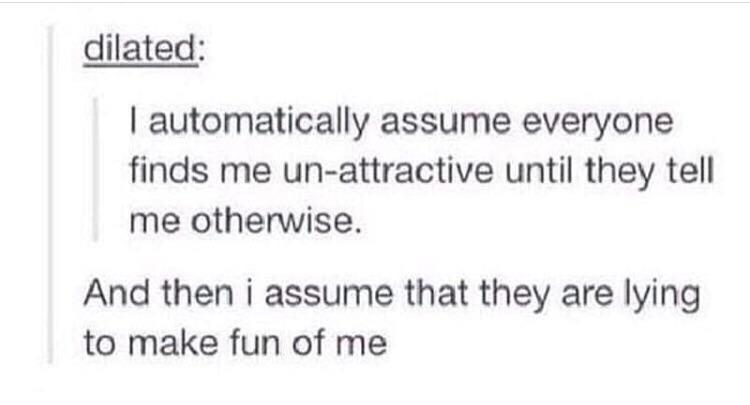 dilated:
I automatically assume everyone
finds me un-attractive until they tell
me otherwise.
And then i assume that they are lying
to make fun of me